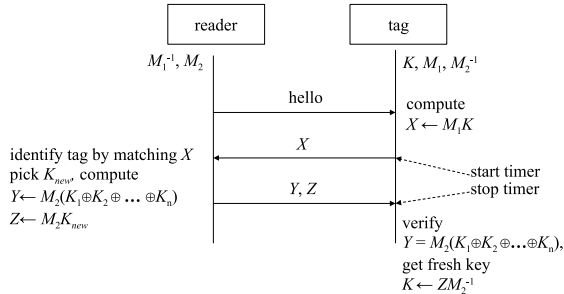 reader
tag
M₁⁻¹, M₂
K, M₁, M₂⁻¹
hello
compute
X ← M₁K
X
identify tag by matching X
pick Kₙₑw, compute
Y← M₂(K₁⊕K₂ ⊕ … ⊕Kₙ)
Z← M₂Kₙₑw
start timer
stop timer
Y, Z
verify
Y = M₂(K₁⊕K₂ ⊕…⊕Kₙ),
get fresh key
K ← ZM₂⁻¹